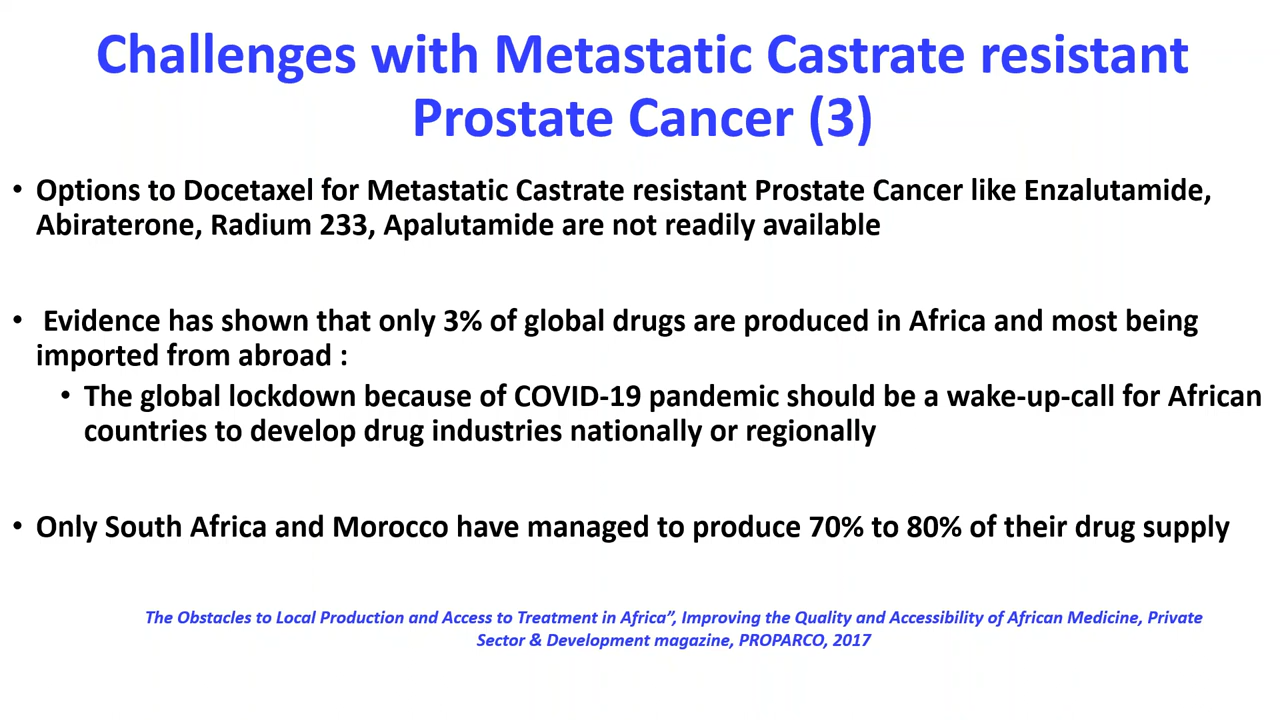 Challenges with Metastatic Castrate resistant
Prostate Cancer (3)
• Options to Docetaxel for Metastatic Castrate resistant Prostate Cancer like Enzalutamide,
Abiraterone, Radium 233, Apalutamide are not readily available
• Evidence has shown that only 3% of global drugs are produced in Africa and most being
imported from abroad :
• The global lockdown because of COVID-19 pandemic should be a wake-up-call for African
countries to develop drug industries nationally or regionally
• Only South Africa and Morocco have managed to produce 70% to 80% of their drug supply
The Obstacles to Local Production and Access to Treatment in Africa”, Improving the Quality and Accessibility of African Medicine, Private
Sector & Development magazine, PROPARCO, 2017